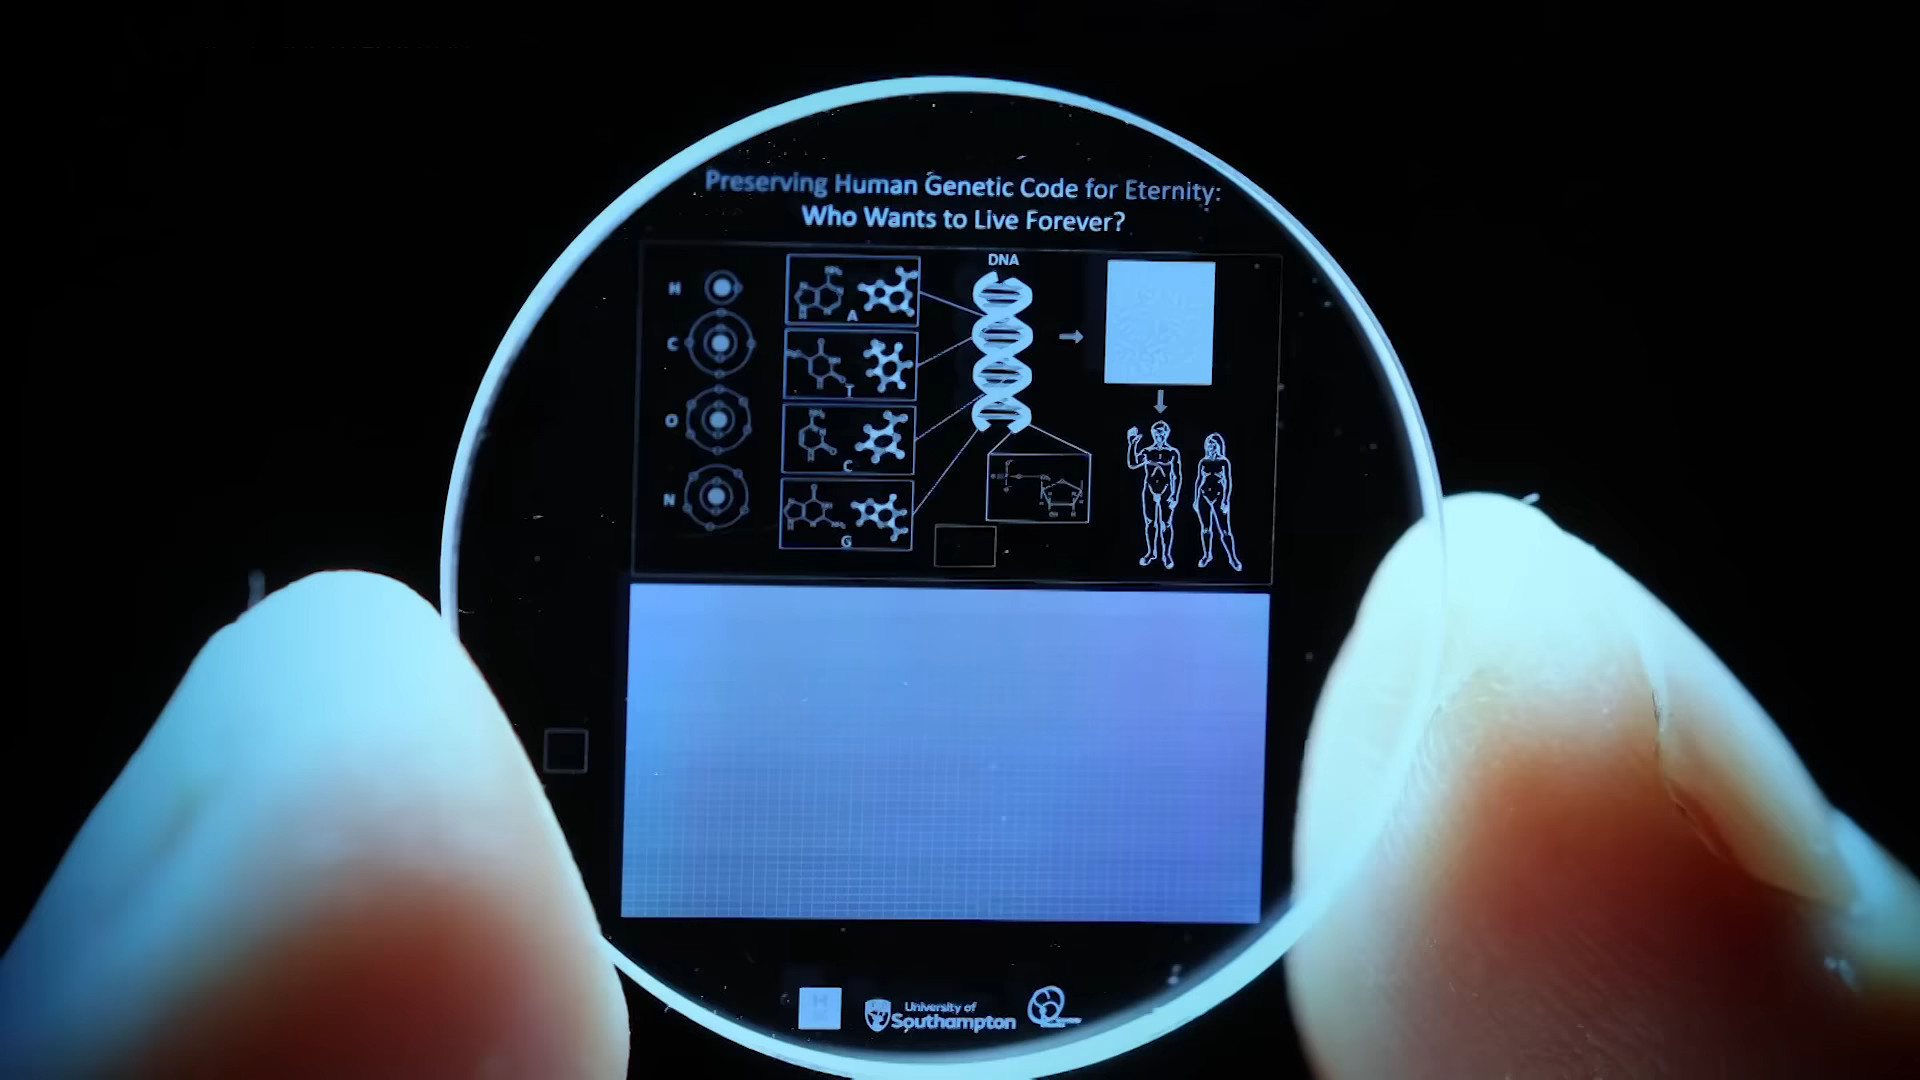 Preserving Human Genetic Code for Eternity:
Who Wants to Live Forever?
DNA
H
A
C
T
O
C
N
G
University of
Southampton